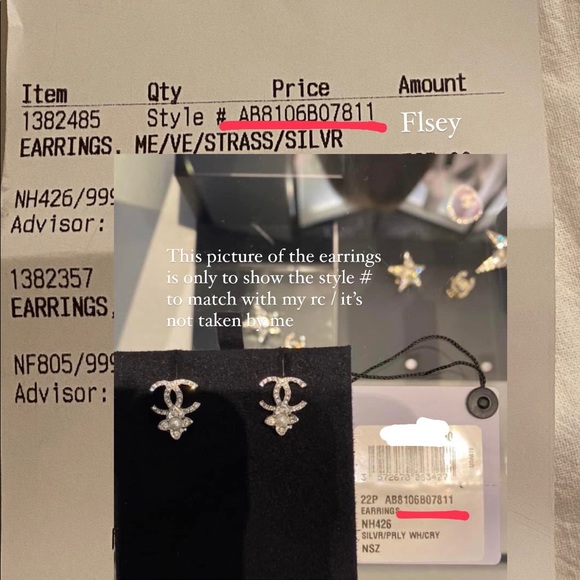 Item Qty Price Amount
1382485 Style # AB8106B07811 Flsey
EARRINGS. ME/VE/STRASS/SILVR
NH426/999
Advisor:
1382357
EARRINGS,
NF805/999
Advisor:
This picture of the earrings
is only to show the style #
to match with my rc / it's
not taken by me
22P AB8106B07811
EARRINGS
NH426
SILVR/PRLY WH/CRY
NSZ